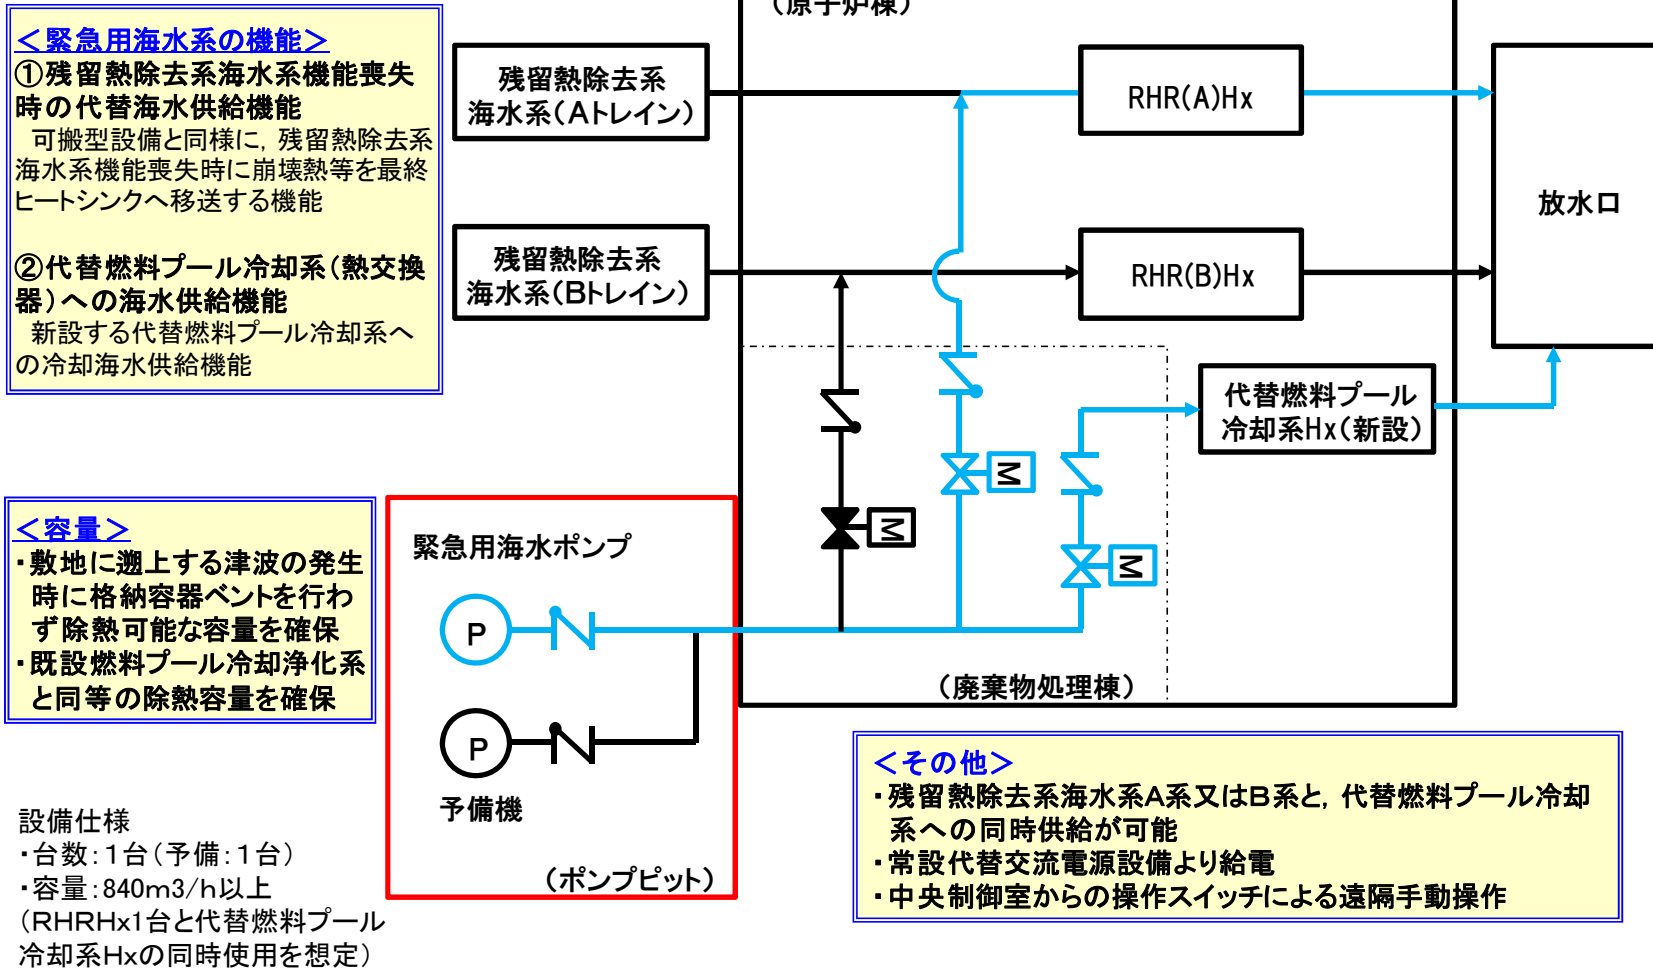 (原子炉棟)
＜緊急用海水系の機能＞
①残留熱除去系海水系機能喪失
時の代替海水供給機能
可搬型設備と同様に，残留熱除去系
海水系機能喪失時に崩壊熱等を最終
ヒートシンクへ移送する機能
②代替燃料プール冷却系（熱交換
器）への海水供給機能
新設する代替燃料プール冷却系へ
の冷却海水供給機能
残留熱除去系
海水系（Aトレイン）
RHR(A)Hx
残留熱除去系
海水系（Bトレイン）
RHR(B)Hx
放水口
代替燃料プール
冷却系Hx（新設）
M
M
M
＜容量＞
・敷地に遡上する津波の発生
時に格納容器ベントを行わ
ず除熱可能な容量を確保
・既設燃料プール冷却浄化系
と同等の除熱容量を確保
緊急用海水ポンプ
P
P
予備機
（ポンプピット）
（廃棄物処理棟）
設備仕様
・台数：１台（予備：１台）
・容量：840m3/h以上
（RHRHx1台と代替燃料プール
冷却系Hxの同時使用を想定）
＜その他＞
・残留熱除去系海水系A系又はB系と，代替燃料プール冷却
系への同時供給が可能
・常設代替交流電源設備より給電
・中央制御室からの操作スイッチによる遠隔手動操作